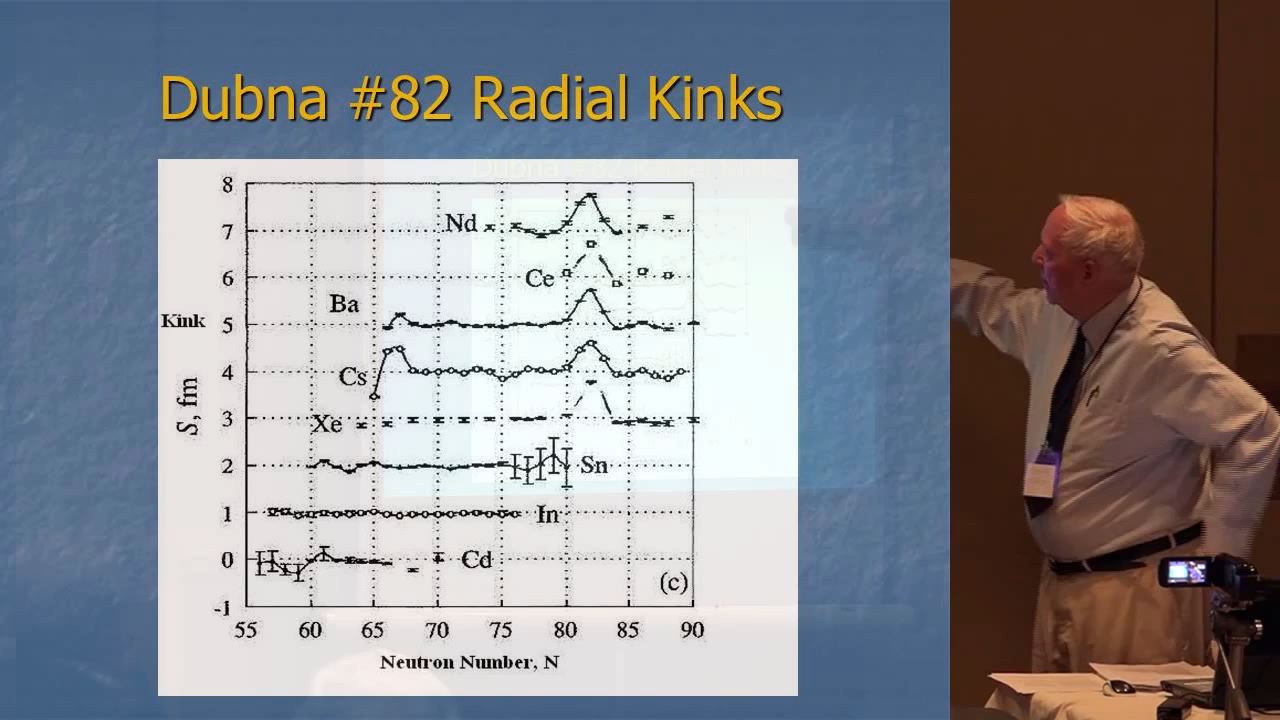 Dubna #82 Radial Kinks
8
7
6
5
4
3
2
1
0
-1
Kink
S, fm
Nd
Ce
Ba
Cs
Xe
Sn
In
Cd
(c)
55 60 65 70 75 80 85 90
Neutron Number, N